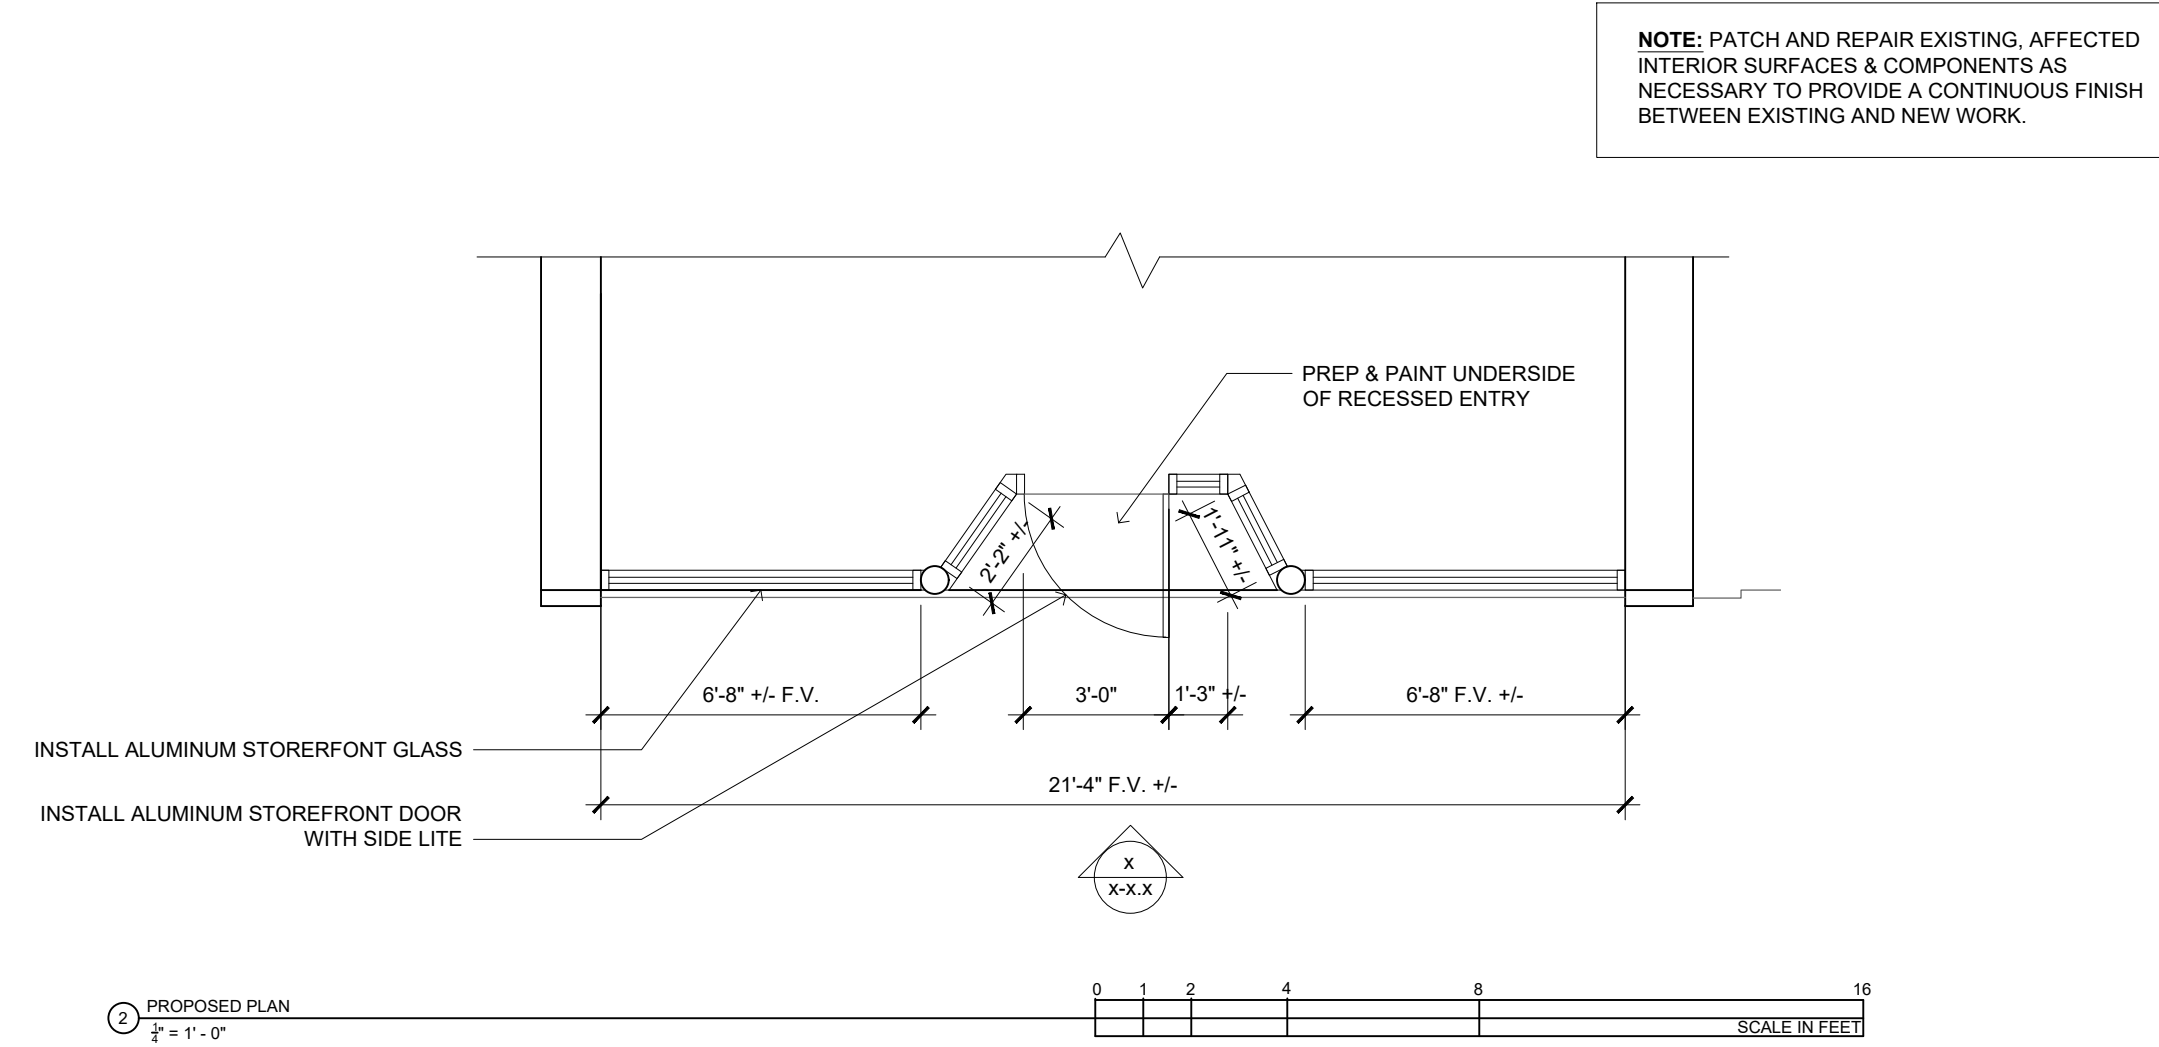 NOTE: PATCH AND REPAIR EXISTING, AFFECTED
INTERIOR SURFACES & COMPONENTS AS
NECESSARY TO PROVIDE A CONTINUOUS FINISH
BETWEEN EXISTING AND NEW WORK.
PREP & PAINT UNDERSIDE
OF RECESSED ENTRY
2'-2" +/-
1'-11" +/-
6'-8" +/- F.V.
3'-0"
1'-3" +/-
6'-8" F.V. +/-
INSTALL ALUMINUM STORERFONT GLASS
21'-4" F.V. +/-
INSTALL ALUMINUM STOREFRONT DOOR
WITH SIDE LITE
X
X-X.X
0 1 2 4 8 16
SCALE IN FEET
2
PROPOSED PLAN
1/4" = 1' - 0"